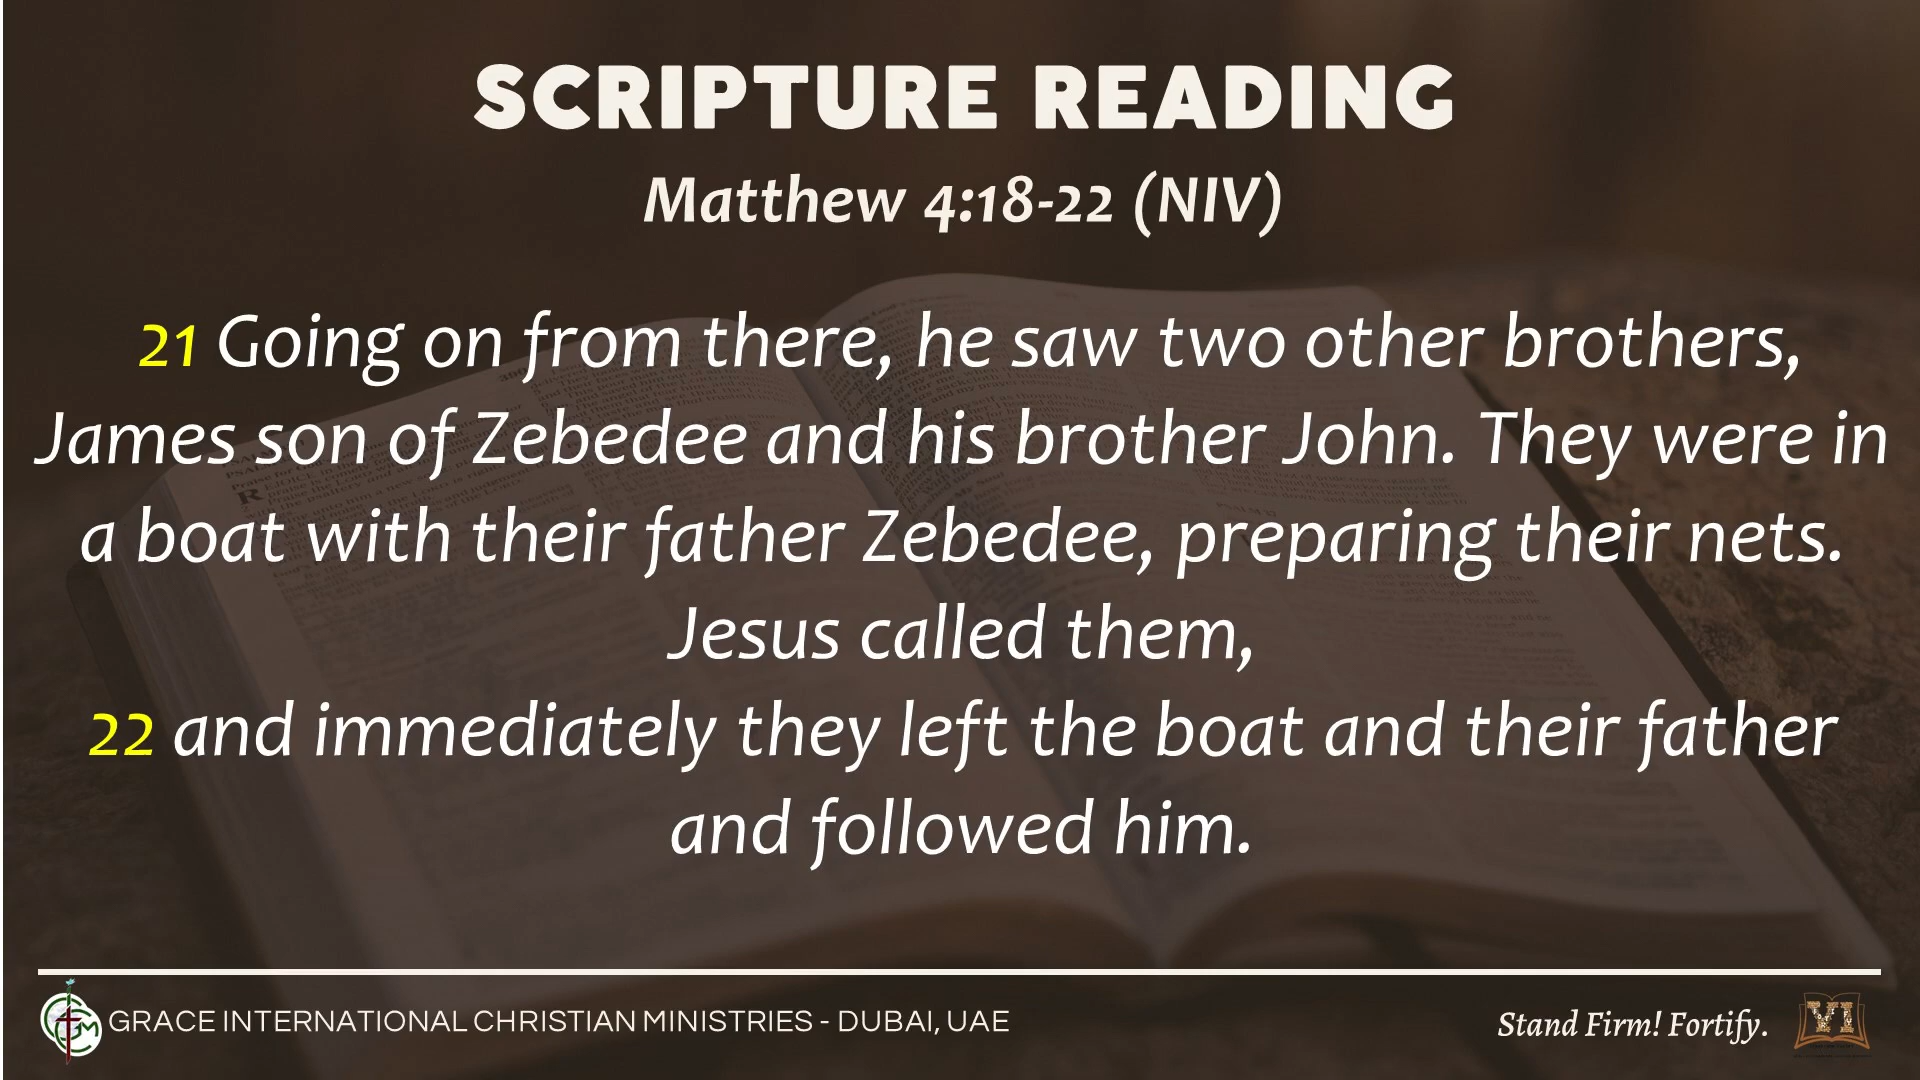 SCRIPTURE READING
Matthew 4:18-22 (NIV)
21 Going on from there, he saw two other brothers,
James son of Zebedee and his brother John. They were in
a boat with their father Zebedee, preparing their nets.
Jesus called them,
22 and immediately they left the boat and their father
and followed him.
GRACE INTERNATIONAL CHRISTIAN MINISTRIES - DUBAI, UAE
Stand Firm! Fortify.
VI